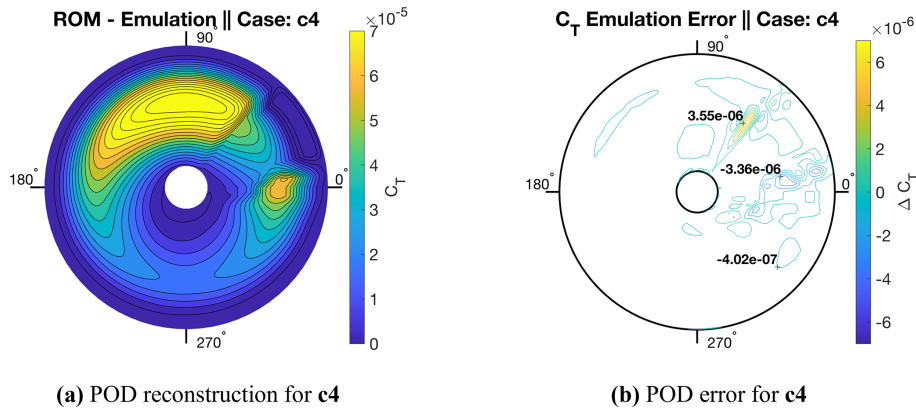 ROM - Emulation || Case: c4
×10⁻⁵
90°
180°
0°
270°
7
6
5
4
3
2
1
0
C_T
C_T Emulation Error || Case: c4
×10⁻⁶
90°
180°
0°
270°
3.55e-06
-3.36e-06
-4.02e-07
6
4
2
0
-2
-4
-6
Δ C_T
(a) POD reconstruction for c4
(b) POD error for c4